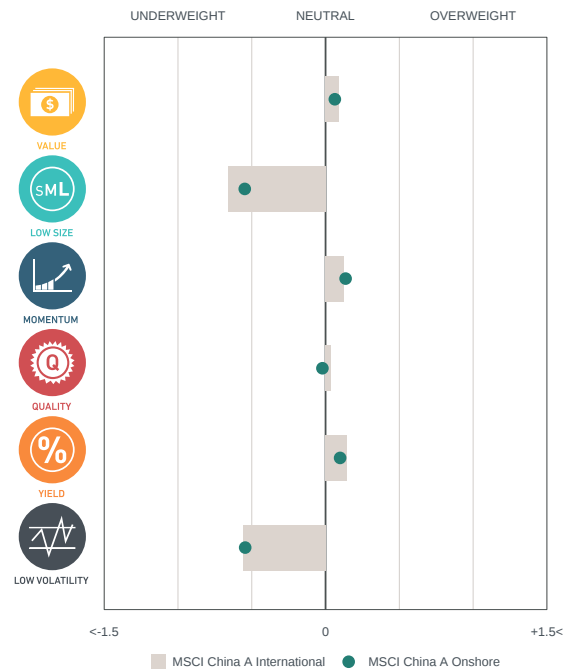 UNDERWEIGHT NEUTRAL OVERWEIGHT
$
VALUE
SML
LOW SIZE
MOMENTUM
Q
QUALITY
%
YIELD
LOW VOLATILITY
<-1.5 0 +1.5<
MSCI China A International MSCI China A Onshore